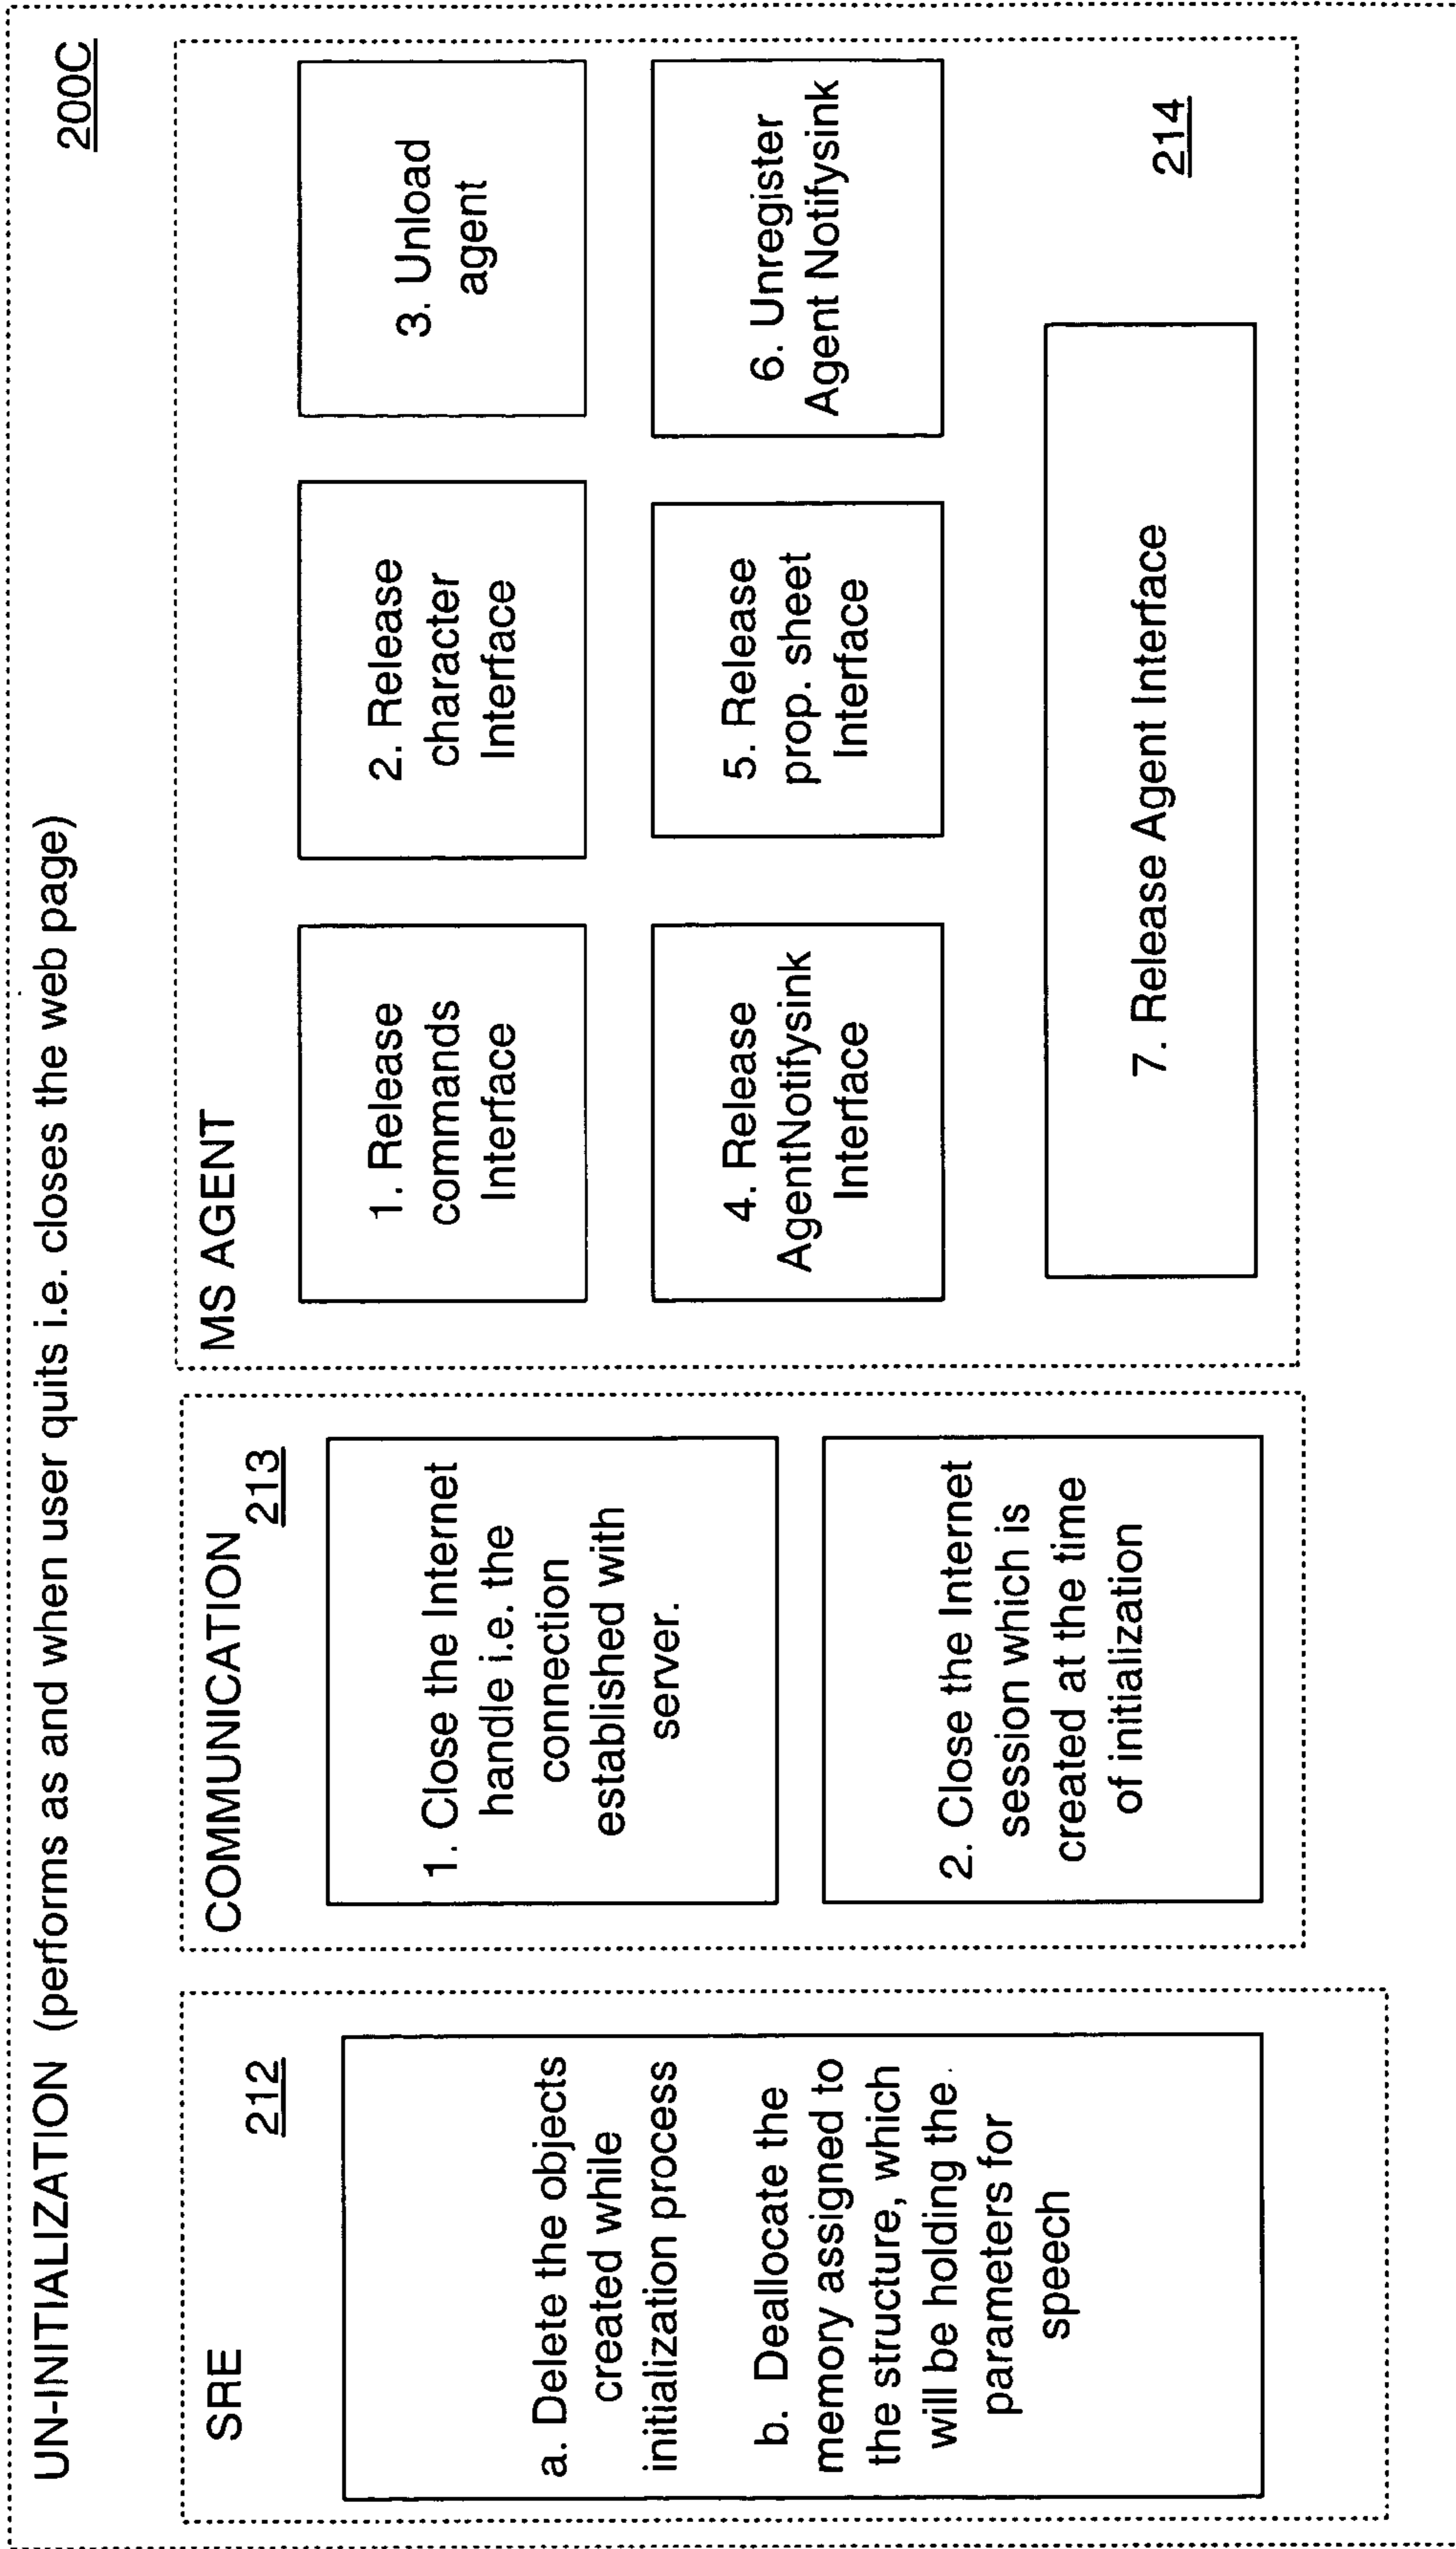 UN-INITIALIZATION (performs as and when user quits i.e. closes the web page)
200C
SRE
212
a. Delete the objects
created while
initialization process
b. Deallocate the
memory assigned to
the structure, which
will be holding the
parameters for
speech
COMMUNICATION
213
1. Close the Internet
handle i.e. the
connection
established with
server.
2. Close the Internet
session which is
created at the time
of initialization
MS AGENT
1. Release
commands
Interface
2. Release
character
Interface
3. Unload
agent
4. Release
AgentNotifysink
Interface
5. Release
prop. sheet
Interface
6. Unregister
Agent Notifysink
7. Release Agent Interface
214